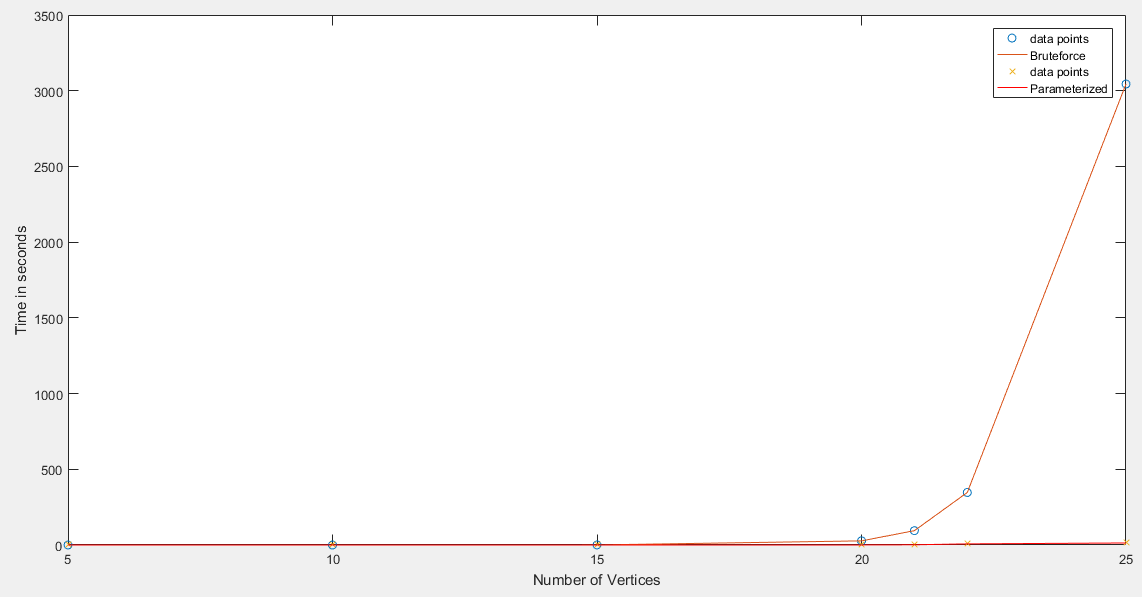 3500
3000
2500
2000
1500
1000
500
0
Time in seconds
5
10
15
20
25
Number of Vertices
data points
Bruteforce
data points
Parameterized